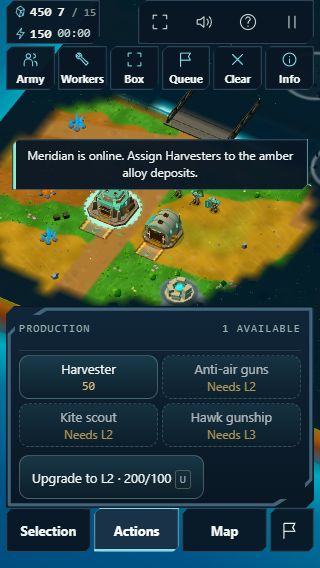 450 7 / 15
150 00:00
Army Workers Box Queue Clear Info
Meridian is online. Assign Harvesters to the amber
alloy deposits.
PRODUCTION 1 AVAILABLE
Harvester
50
Anti-air guns
Needs L2
Kite scout
Needs L2
Hawk gunship
Needs L3
Upgrade to L2 · 200/100 U
Selection Actions Map